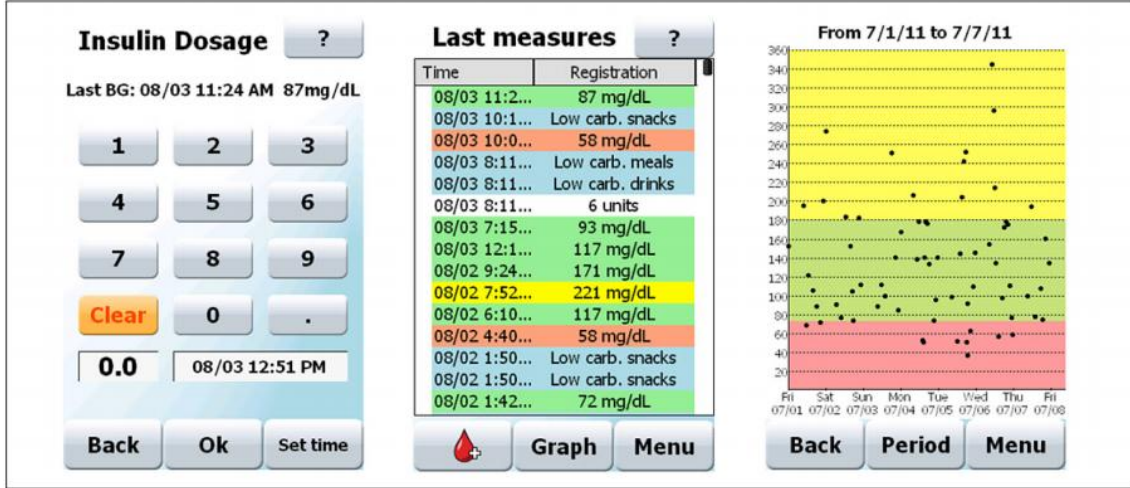 Insulin Dosage ?
Last BG: 08/03 11:24 AM 87mg/dL
1 2 3
4 5 6
7 8 9
Clear 0 .
0.0 08/03 12:51 PM
Back Ok Set time
Last measures ?
Time Registration
08/03 11:2... 87 mg/dL
08/03 10:1... Low carb. snacks
08/03 10:0... 58 mg/dL
08/03 8:11... Low carb. meals
08/03 8:11... Low carb. drinks
08/03 8:11... 6 units
08/03 7:15... 93 mg/dL
08/03 12:1... 117 mg/dL
08/02 9:24... 171 mg/dL
08/02 7:52... 221 mg/dL
08/02 6:10... 117 mg/dL
08/02 4:40... 58 mg/dL
08/02 1:50... Low carb. snacks
08/02 1:50... Low carb. snacks
08/02 1:42... 72 mg/dL
Graph Menu
From 7/1/11 to 7/7/11
360
340
320
300
280
260
240
220
200
180
160
140
120
100
80
60
40
20
Fri Sat Sun Mon Tue Wed Thu Fri
07/01 07/02 07/03 07/04 07/05 07/06 07/07 07/08
Back Period Menu